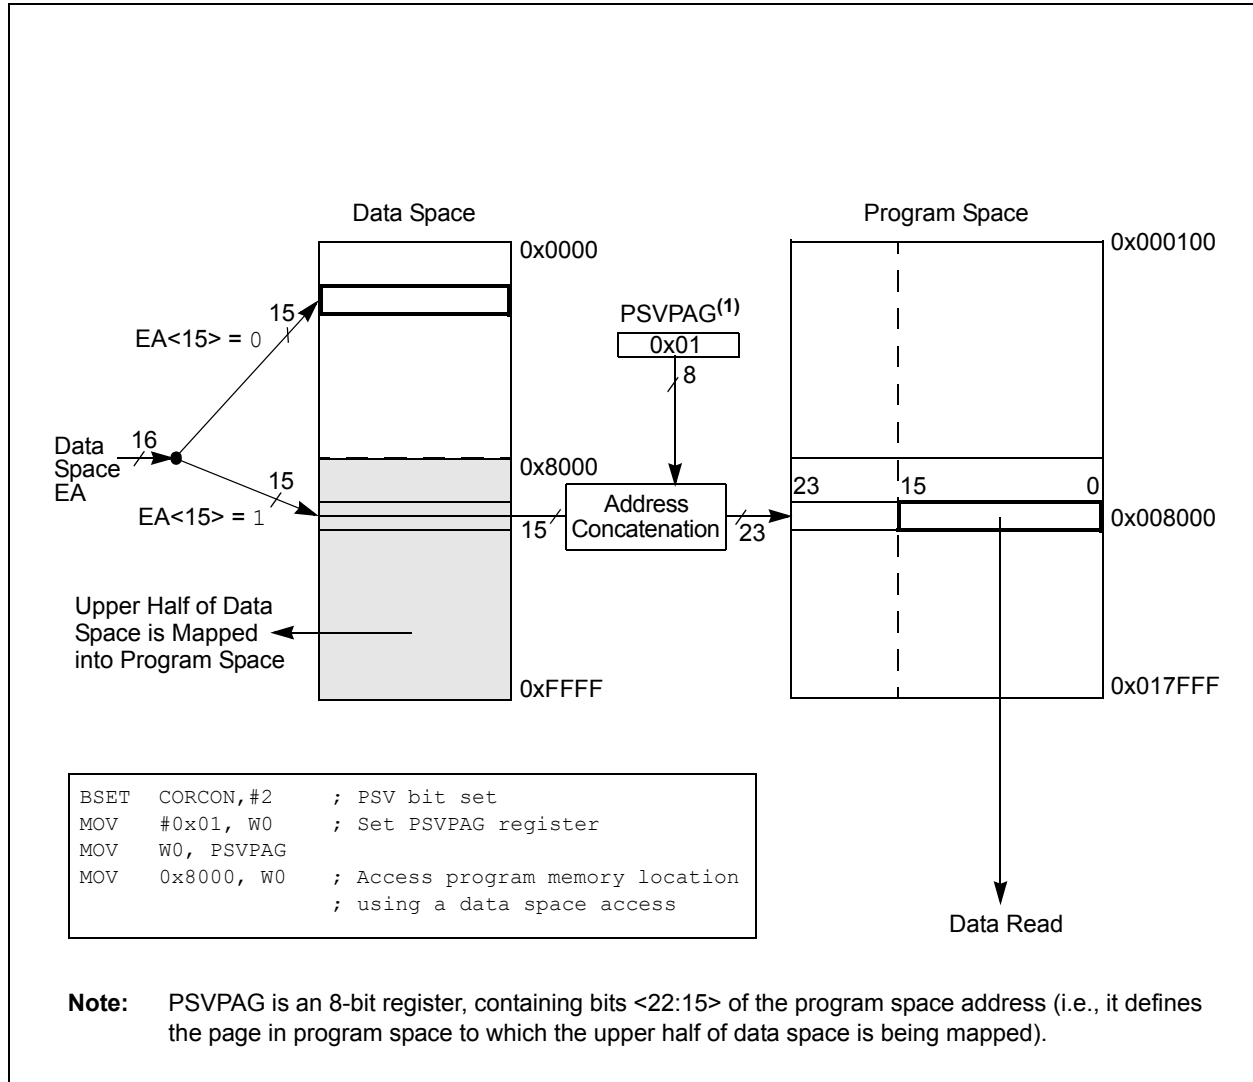 Data Space
Program Space
0x0000
0x000100
15
EA<15> = 0
PSVPAG(1)
0x01
8
16
Data
Space
EA
0x8000
15
EA<15> = 1
15
Address
Concatenation
23
23
15
0
0x008000
Upper Half of Data
Space is Mapped
into Program Space
0xFFFF
0x017FFF
BSET CORCON,#2 ; PSV bit set
MOV #0x01, W0 ; Set PSVPAG register
MOV W0, PSVPAG
MOV 0x8000, W0 ; Access program memory location
; using a data space access
Data Read
Note: PSVPAG is an 8-bit register, containing bits <22:15> of the program space address (i.e., it defines
the page in program space to which the upper half of data space is being mapped).